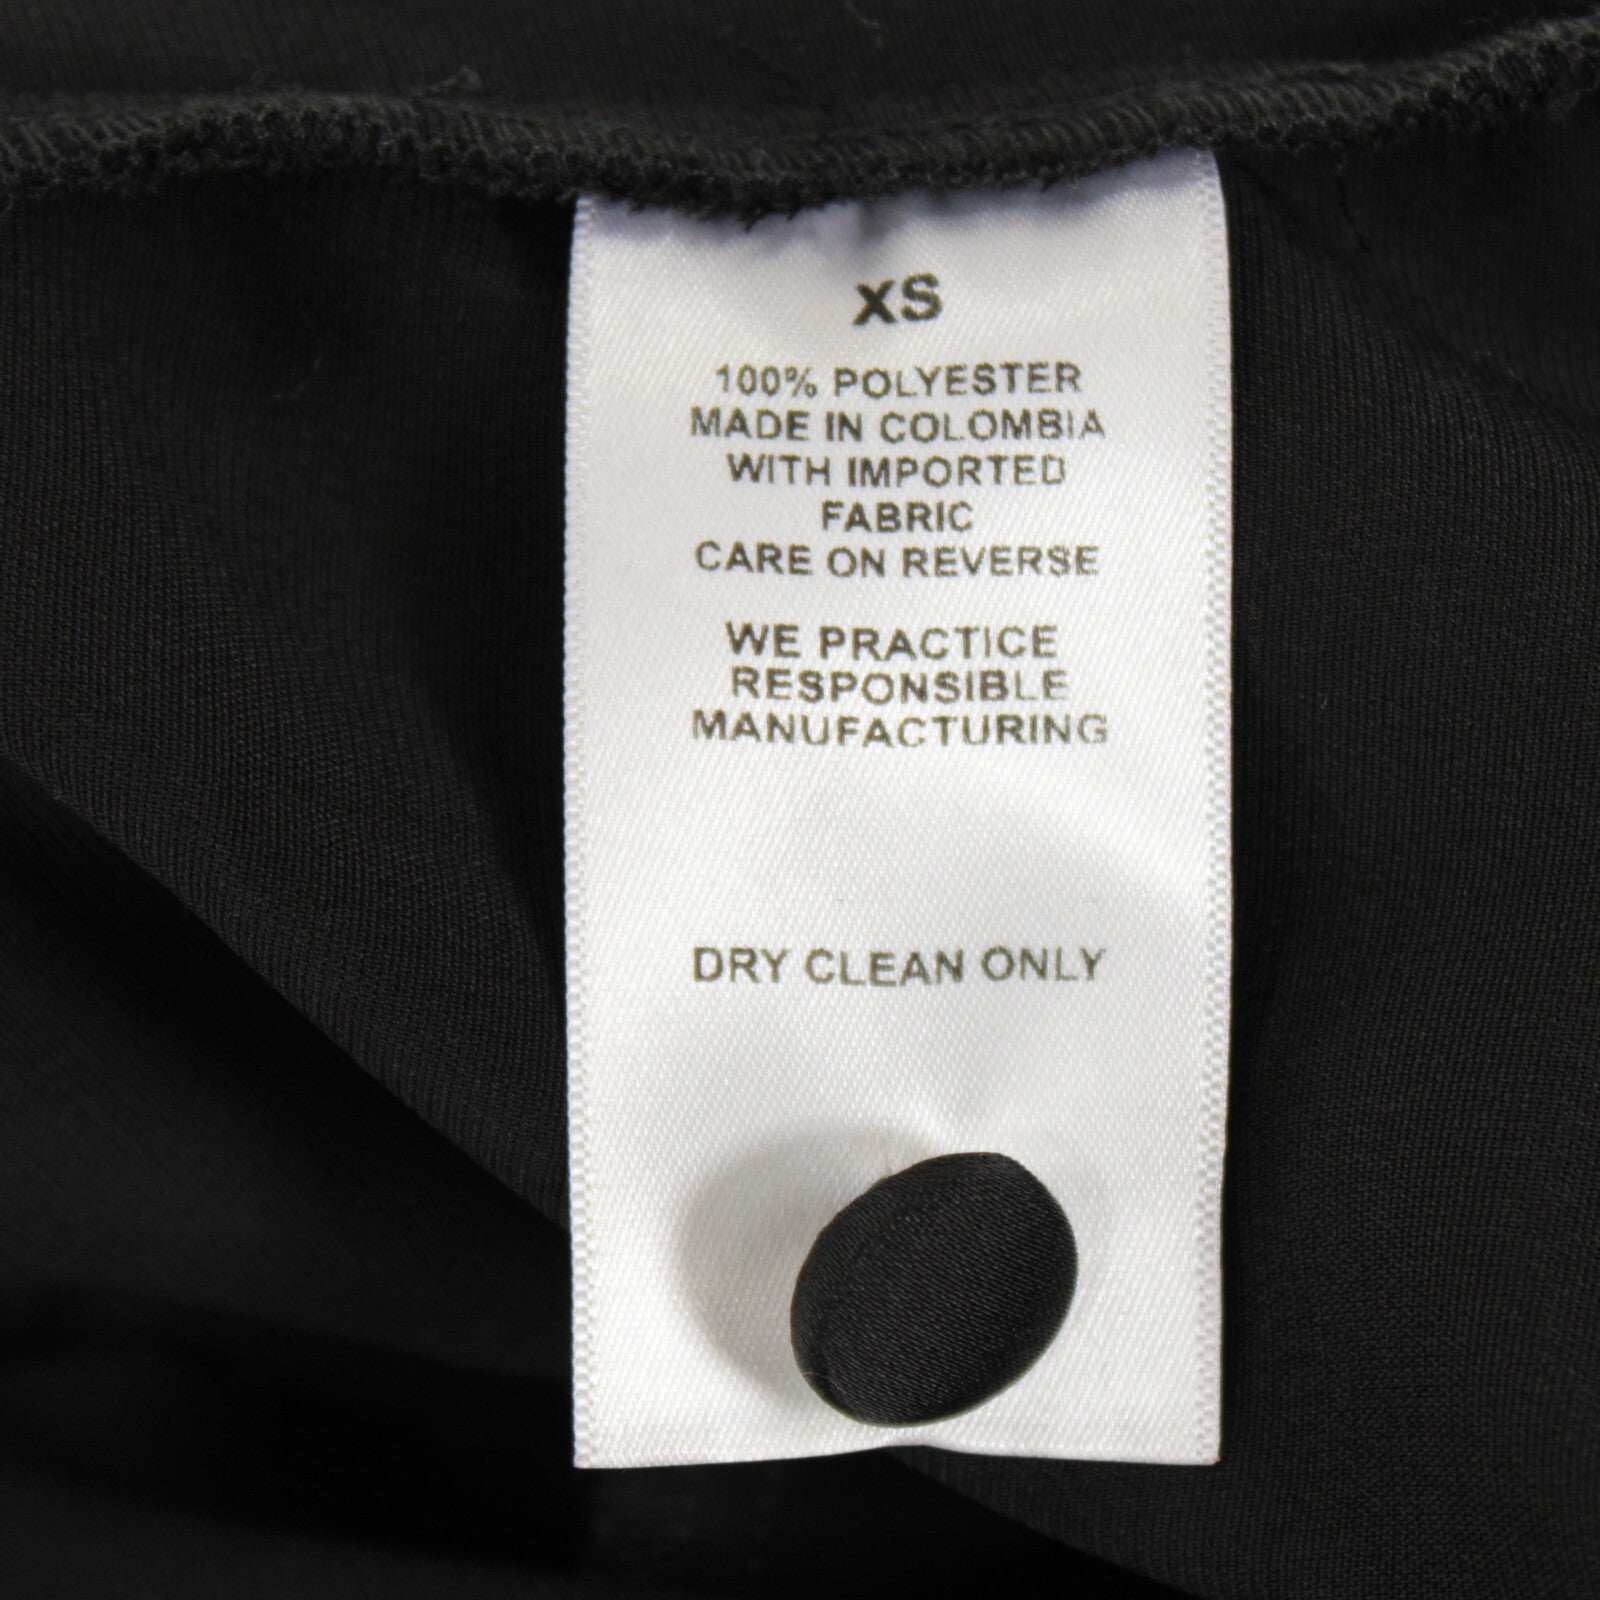 XS
100% POLYESTER
MADE IN COLOMBIA
WITH IMPORTED
FABRIC
CARE ON REVERSE
WE PRACTICE
RESPONSIBLE
MANUFACTURING
DRY CLEAN ONLY